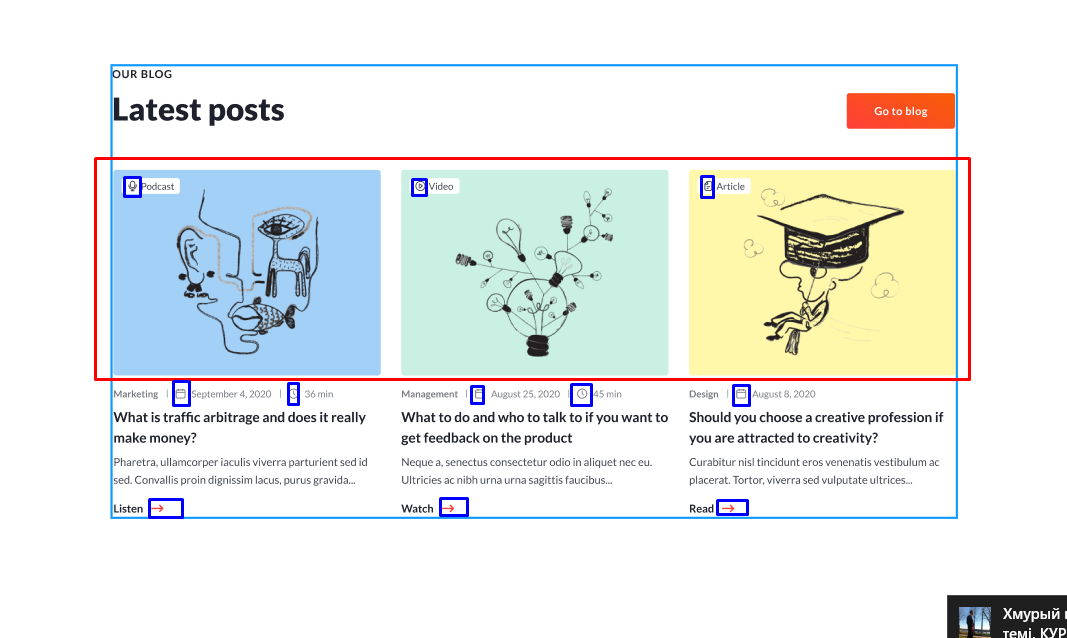 OUR BLOG
Latest posts
Go to blog
Podcast
Video
Article
Marketing | September 4, 2020 | 36 min
What is traffic arbitrage and does it really
make money?
Pharetra, ullamcorper iaculis viverra parturient sed id
sed. Convallis proin dignissim lacus, purus gravida...
Listen →
Management | August 25, 2020 | 45 min
What to do and who to talk to if you want to
get feedback on the product
Neque a, senectus consectetur odio in aliquet nec eu.
Ultricies ac nibh urna urna sagittis faucibus...
Watch →
Design | August 8, 2020
Should you choose a creative profession if
you are attracted to creativity?
Curabitur nisl tincidunt eros venenatis vestibulum ac
placerat. Tortor, viverra sed vulputate ultrices...
Read →
Хмурый
темі. КУР